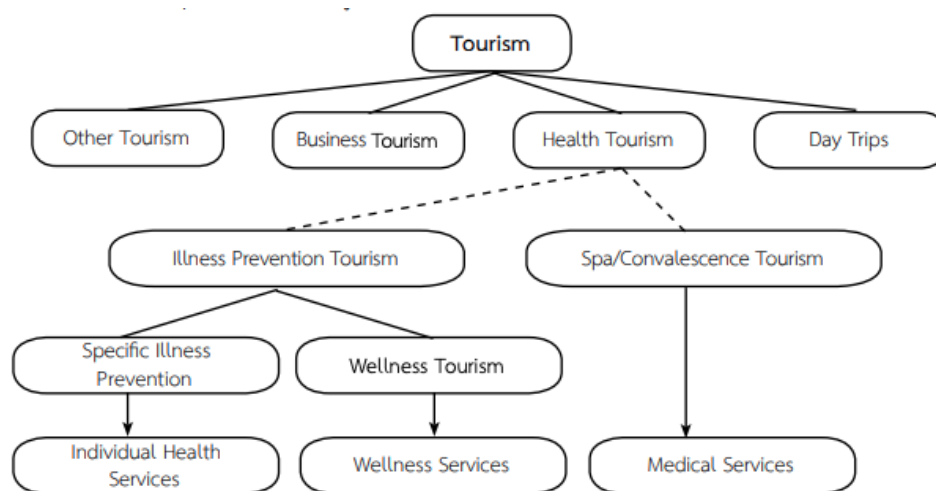 Tourism
Other Tourism
Business Tourism
Health Tourism
Day Trips
Illness Prevention Tourism
Spa/Convalescence Tourism
Specific Illness
Prevention
Wellness Tourism
Individual Health
Services
Wellness Services
Medical Services